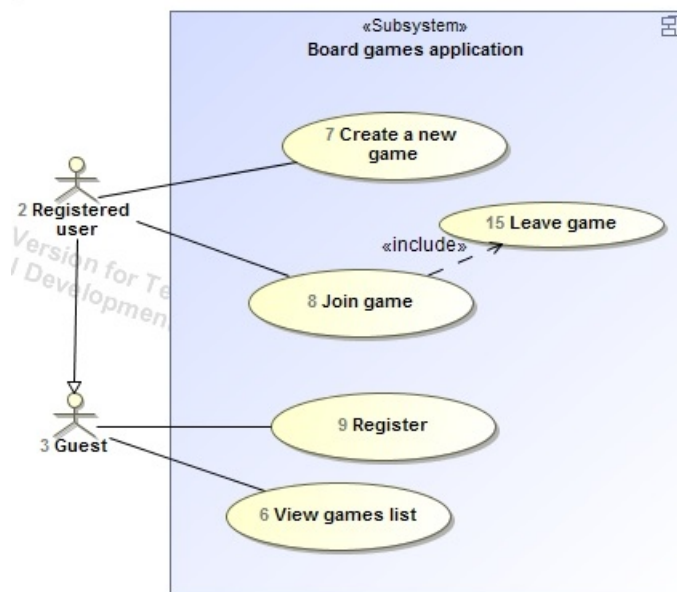 «Subsystem»
Board games application
7 Create a new
game
2 Registered
user
15 Leave game
«include»
Version for Te
l Development
8 Join game
9 Register
3 Guest
6 View games list